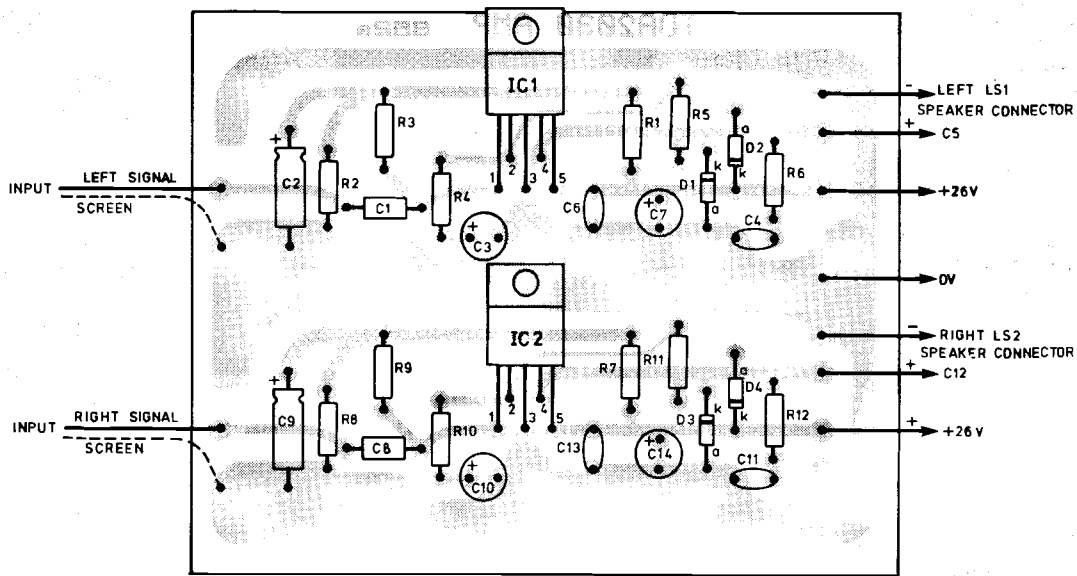 TDA2030 AMP
IC1
R3
R1
R5
a
D2
k
- LEFT LS1
SPEAKER CONNECTOR
+ C5
INPUT LEFT SIGNAL
SCREEN
+
C2
R2
C1
R4
1 2 3 4 5
+
C3
C6
+
C7
k
D1
a
R6
C4
+26V
0V
IC2
R9
R7
R11
a
D4
k
- RIGHT LS2
SPEAKER CONNECTOR
+ C12
INPUT RIGHT SIGNAL
SCREEN
+
C9
R8
C8
R10
1 2 3 4 5
+
C10
C13
+
C14
k
D3
a
R12
C11
+ +26V